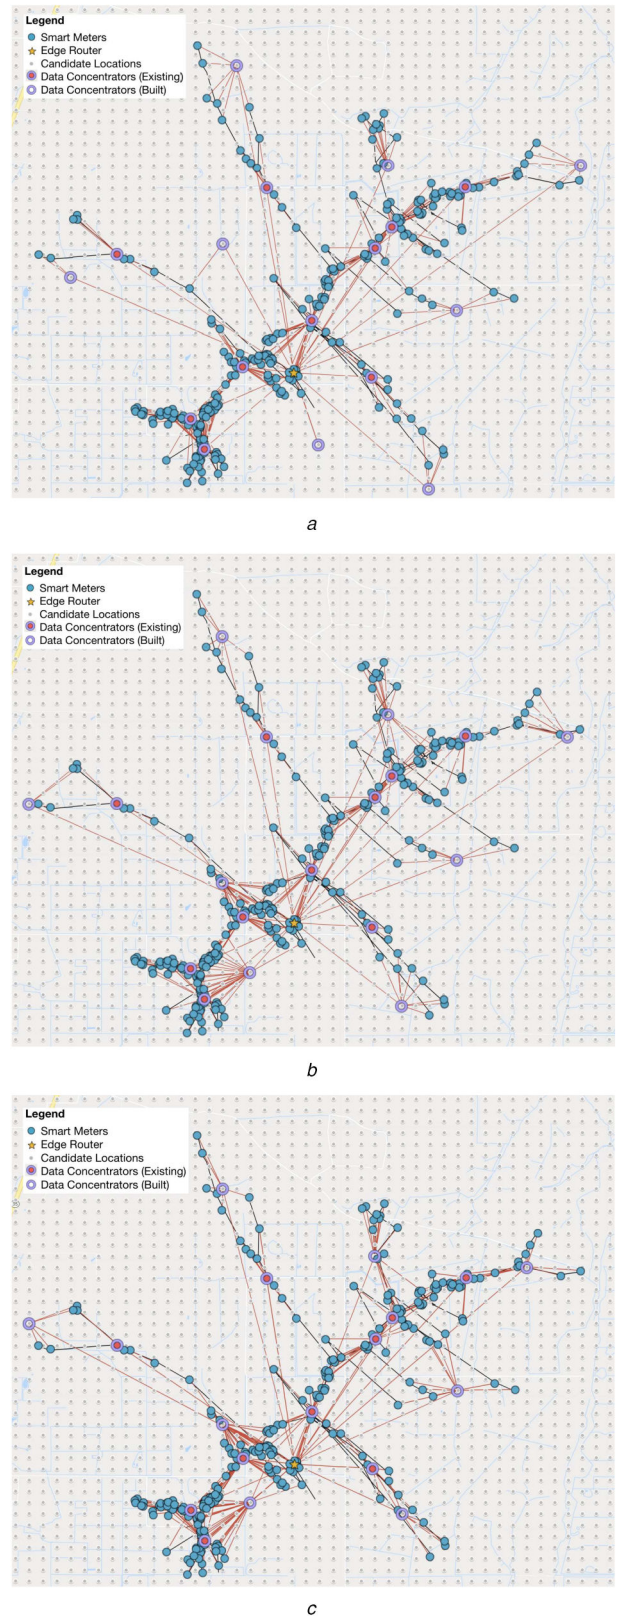 Legend
Smart Meters
Edge Router
Candidate Locations
Data Concentrators (Existing)
Data Concentrators (Built)
a
Legend
Smart Meters
Edge Router
Candidate Locations
Data Concentrators (Existing)
Data Concentrators (Built)
b
Legend
Smart Meters
Edge Router
Candidate Locations
Data Concentrators (Existing)
Data Concentrators (Built)
c